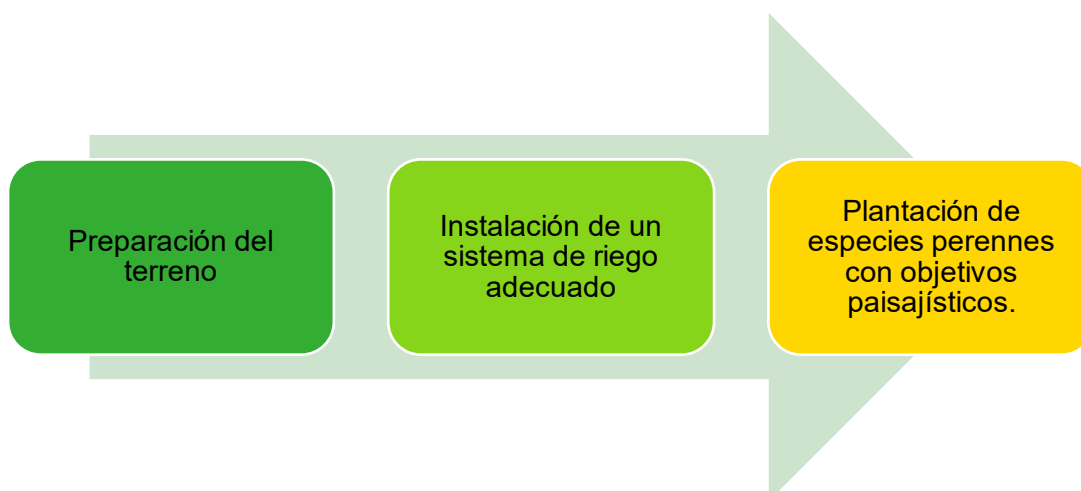 Preparación del
terreno
Instalación de un
sistema de riego
adecuado
Plantación de
especies perennes
con objetivos
paisajísticos.